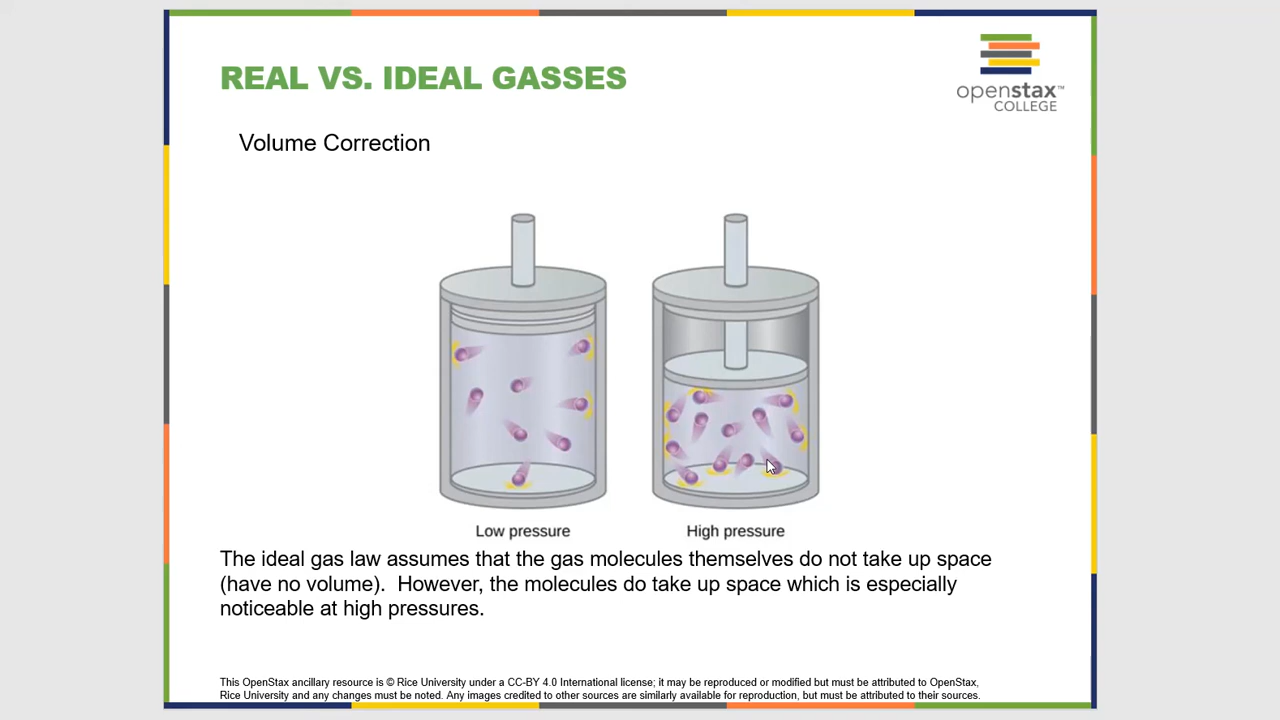 REAL VS. IDEAL GASSES
openstax™
COLLEGE
Volume Correction
Low pressure
High pressure
The ideal gas law assumes that the gas molecules themselves do not take up space
(have no volume).  However, the molecules do take up space which is especially
noticeable at high pressures.
This OpenStax ancillary resource is © Rice University under a CC-BY 4.0 International license; it may be reproduced or modified but must be attributed to OpenStax,
Rice University and any changes must be noted. Any images credited to other sources are similarly available for reproduction, but must be attributed to their sources.